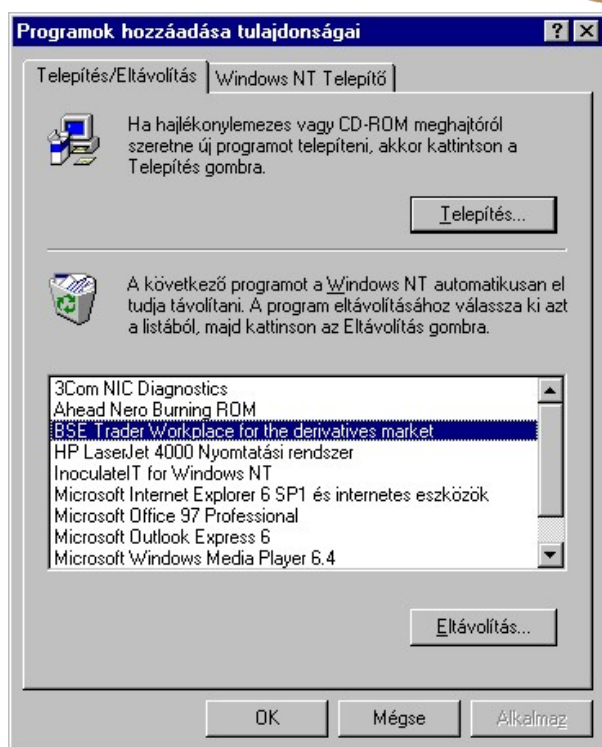 Programok hozzáadása tulajdonságai
Telepítés/Eltávolítás
Windows NT Telepítő
Ha hajlékonylemezes vagy CD-ROM meghajtóról
szeretne új programot telepíteni, akkor kattintson a
Telepítés gombra.
Telepítés...
A következő programot a Windows NT automatikusan el
tudja távolítani. A program eltávolításához válassza ki azt
a listából, majd kattinson az Eltávolítás gombra.
3Com NIC Diagnostics
Ahead Nero Burning ROM
BSE Trader Workplace for the derivatives market
HP LaserJet 4000 Nyomtatási rendszer
InoculateIT for Windows NT
Microsoft Internet Explorer 6 SP1 és internetes eszközök
Microsoft Office 97 Professional
Microsoft Outlook Express 6
Microsoft Windows Media Player 6.4
Eltávolítás...
OK
Mégse
Alkalmaz